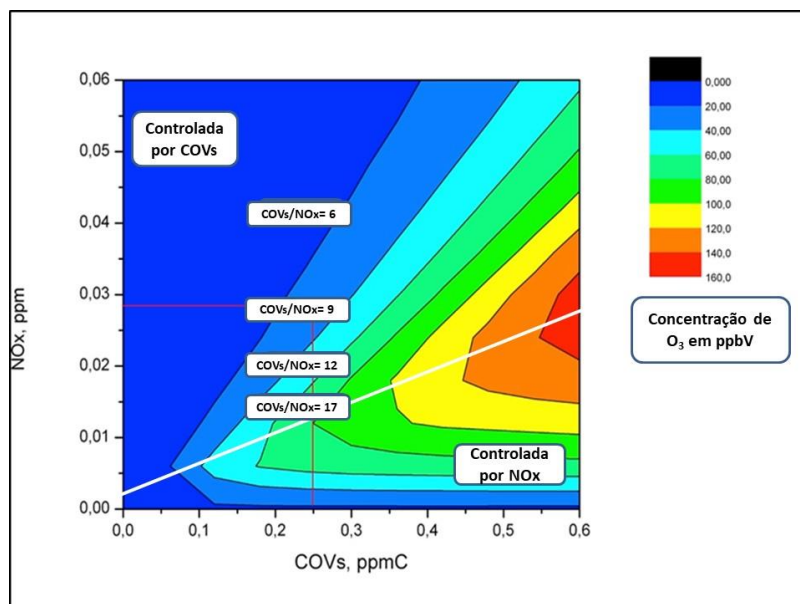 0,06
0,05
0,04
0,03
0,02
0,01
0,00
NOx, ppm
0,0
0,1
0,2
0,3
0,4
0,5
0,6
COVs, ppmC
Controlada
por COVs
COVs/NOx= 6
COVs/NOx= 9
COVs/NOx= 12
COVs/NOx= 17
Controlada
por NOx
0,000
20,00
40,00
60,00
80,00
100,0
120,0
140,0
160,0
Concentração de
O₃ em ppbV